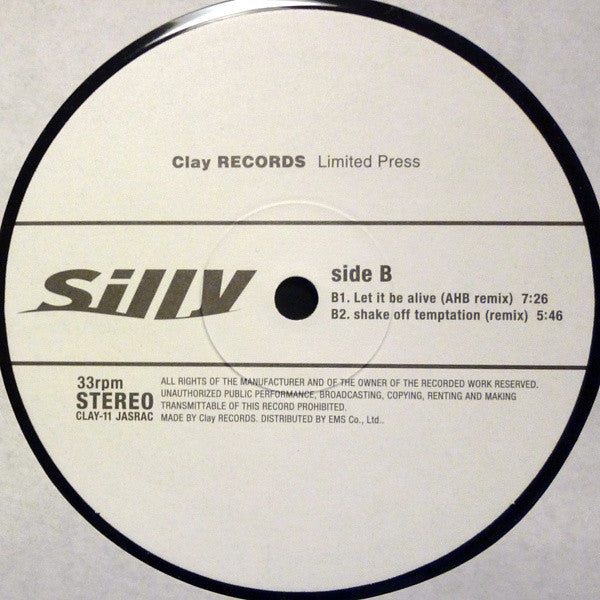 Clay RECORDS Limited Press
Silly
side B
B1. Let it be alive (AHB remix) 7:26
B2. shake off temptation (remix) 5:46
33rpm
STEREO
CLAY-11 JASRAC
ALL RIGHTS OF THE MANUFACTURER AND OF THE OWNER OF THE RECORDED WORK RESERVED.
UNAUTHORIZED PUBLIC PERFORMANCE, BROADCASTING, COPYING, RENTING AND MAKING
TRANSMITTABLE OF THIS RECORD PROHIBITED.
MADE BY Clay RECORDS. DISTRIBUTED BY EMS Co., Ltd..